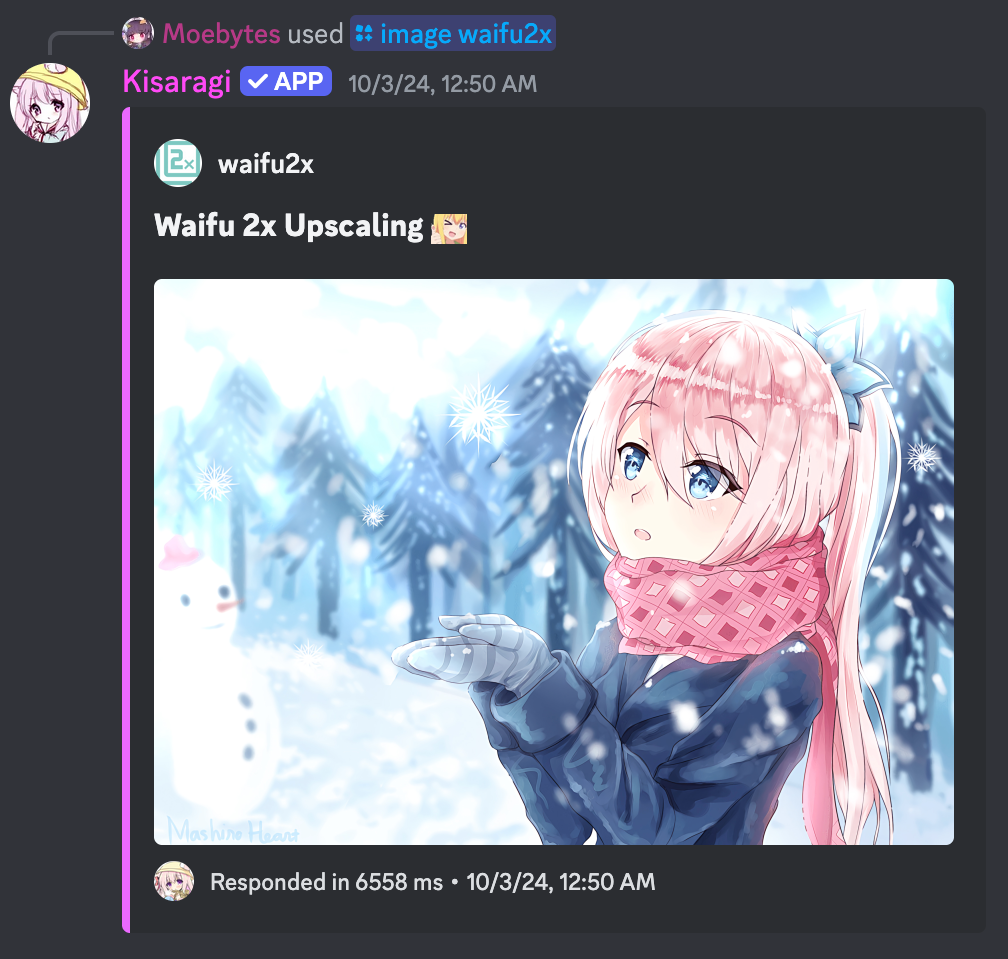 Moebytes used image waifu2x
Kisaragi APP 10/3/24, 12:50 AM
2x waifu2x
Waifu 2x Upscaling
Mashiro Heart
Responded in 6558 ms • 10/3/24, 12:50 AM